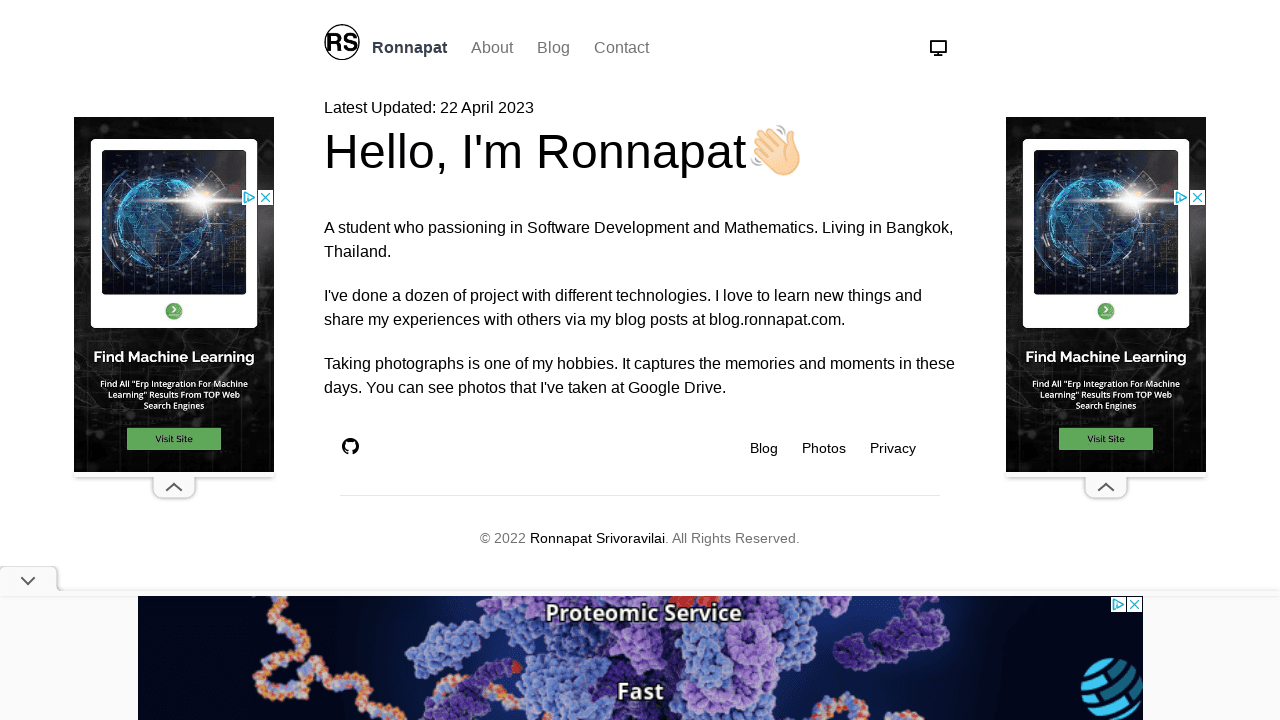 RS Ronnapat About Blog Contact
Latest Updated: 22 April 2023
Hello, I'm Ronnapat
A student who passioning in Software Development and Mathematics. Living in Bangkok,
Thailand.
I've done a dozen of project with different technologies. I love to learn new things and
share my experiences with others via my blog posts at blog.ronnapat.com.
Taking photographs is one of my hobbies. It captures the memories and moments in these
days. You can see photos that I've taken at Google Drive.
Blog Photos Privacy
© 2022 Ronnapat Srivoravilai. All Rights Reserved.
Find Machine Learning
Find All "Erp Integration For Machine
Learning" Results From TOP Web
Search Engines
Visit Site
Find Machine Learning
Find All "Erp Integration For Machine
Learning" Results From TOP Web
Search Engines
Visit Site
Proteomic Service
Fast